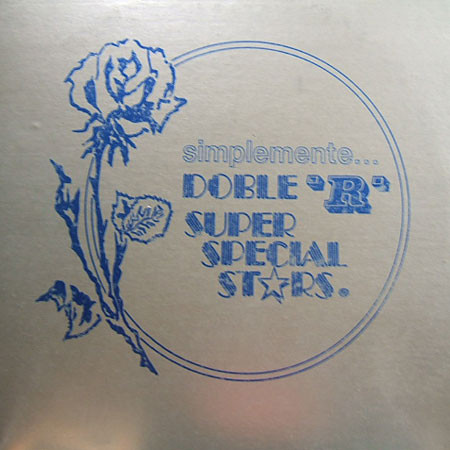 simplemente...
DOBLE "R"
SUPER
SPECIAL
ST☆RS.